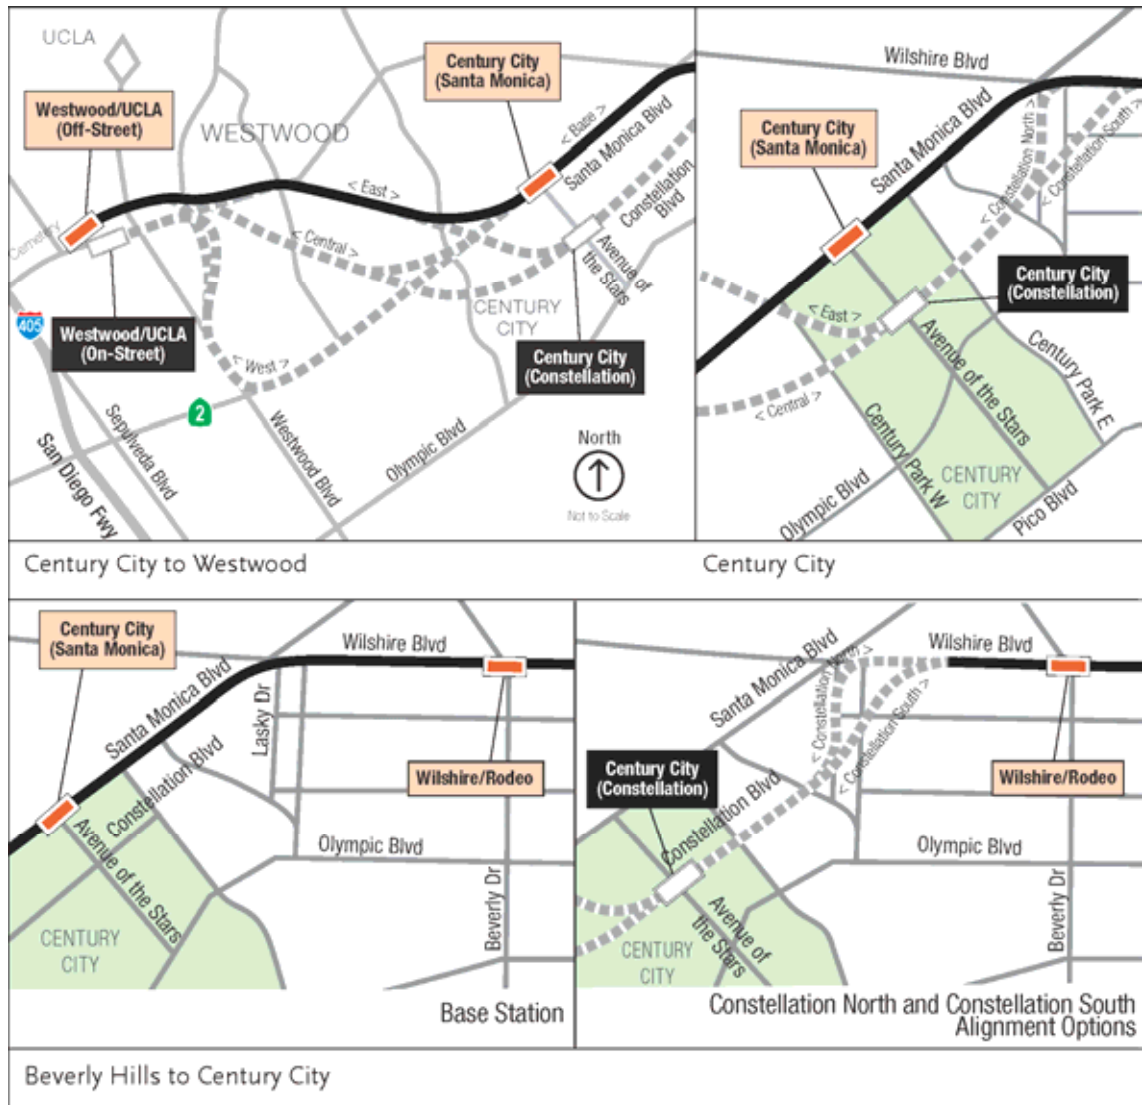 UCLA
Century City
(Santa Monica)
Westwood/UCLA
(Off-Street)
WESTWOOD
< Base >
Santa Monica Blvd
< East >
Constellation
Blvd
Cemetery
< Central >
Avenue of
the Stars
CENTURY
CITY
405
Westwood/UCLA
(On-Street)
< West >
Century City
(Constellation)
2
Sepulveda Blvd
Westwood Blvd
Olympic Blvd
San Diego Fwy
North
Not to Scale
Century City to Westwood
Wilshire Blvd
Santa Monica Blvd
Century City
(Santa Monica)
< Constellation North >
< Constellation South >
Century City
(Constellation)
< East >
Avenue of the Stars
Century Park E
< Central >
Century Park W
CENTURY
CITY
Olympic Blvd
Pico Blvd
Century City
Century City
(Santa Monica)
Wilshire Blvd
Santa Monica Blvd
Lasky Dr
Constellation Blvd
Wilshire/Rodeo
Avenue of the Stars
Olympic Blvd
Beverly Dr
CENTURY
CITY
Base Station
Santa Monica Blvd
Wilshire Blvd
< Constellation North >
< Constellation South >
Century City
(Constellation)
Wilshire/Rodeo
Constellation Blvd
Olympic Blvd
Avenue of
the Stars
Beverly Dr
CENTURY
CITY
Constellation North and Constellation South
Alignment Options
Beverly Hills to Century City